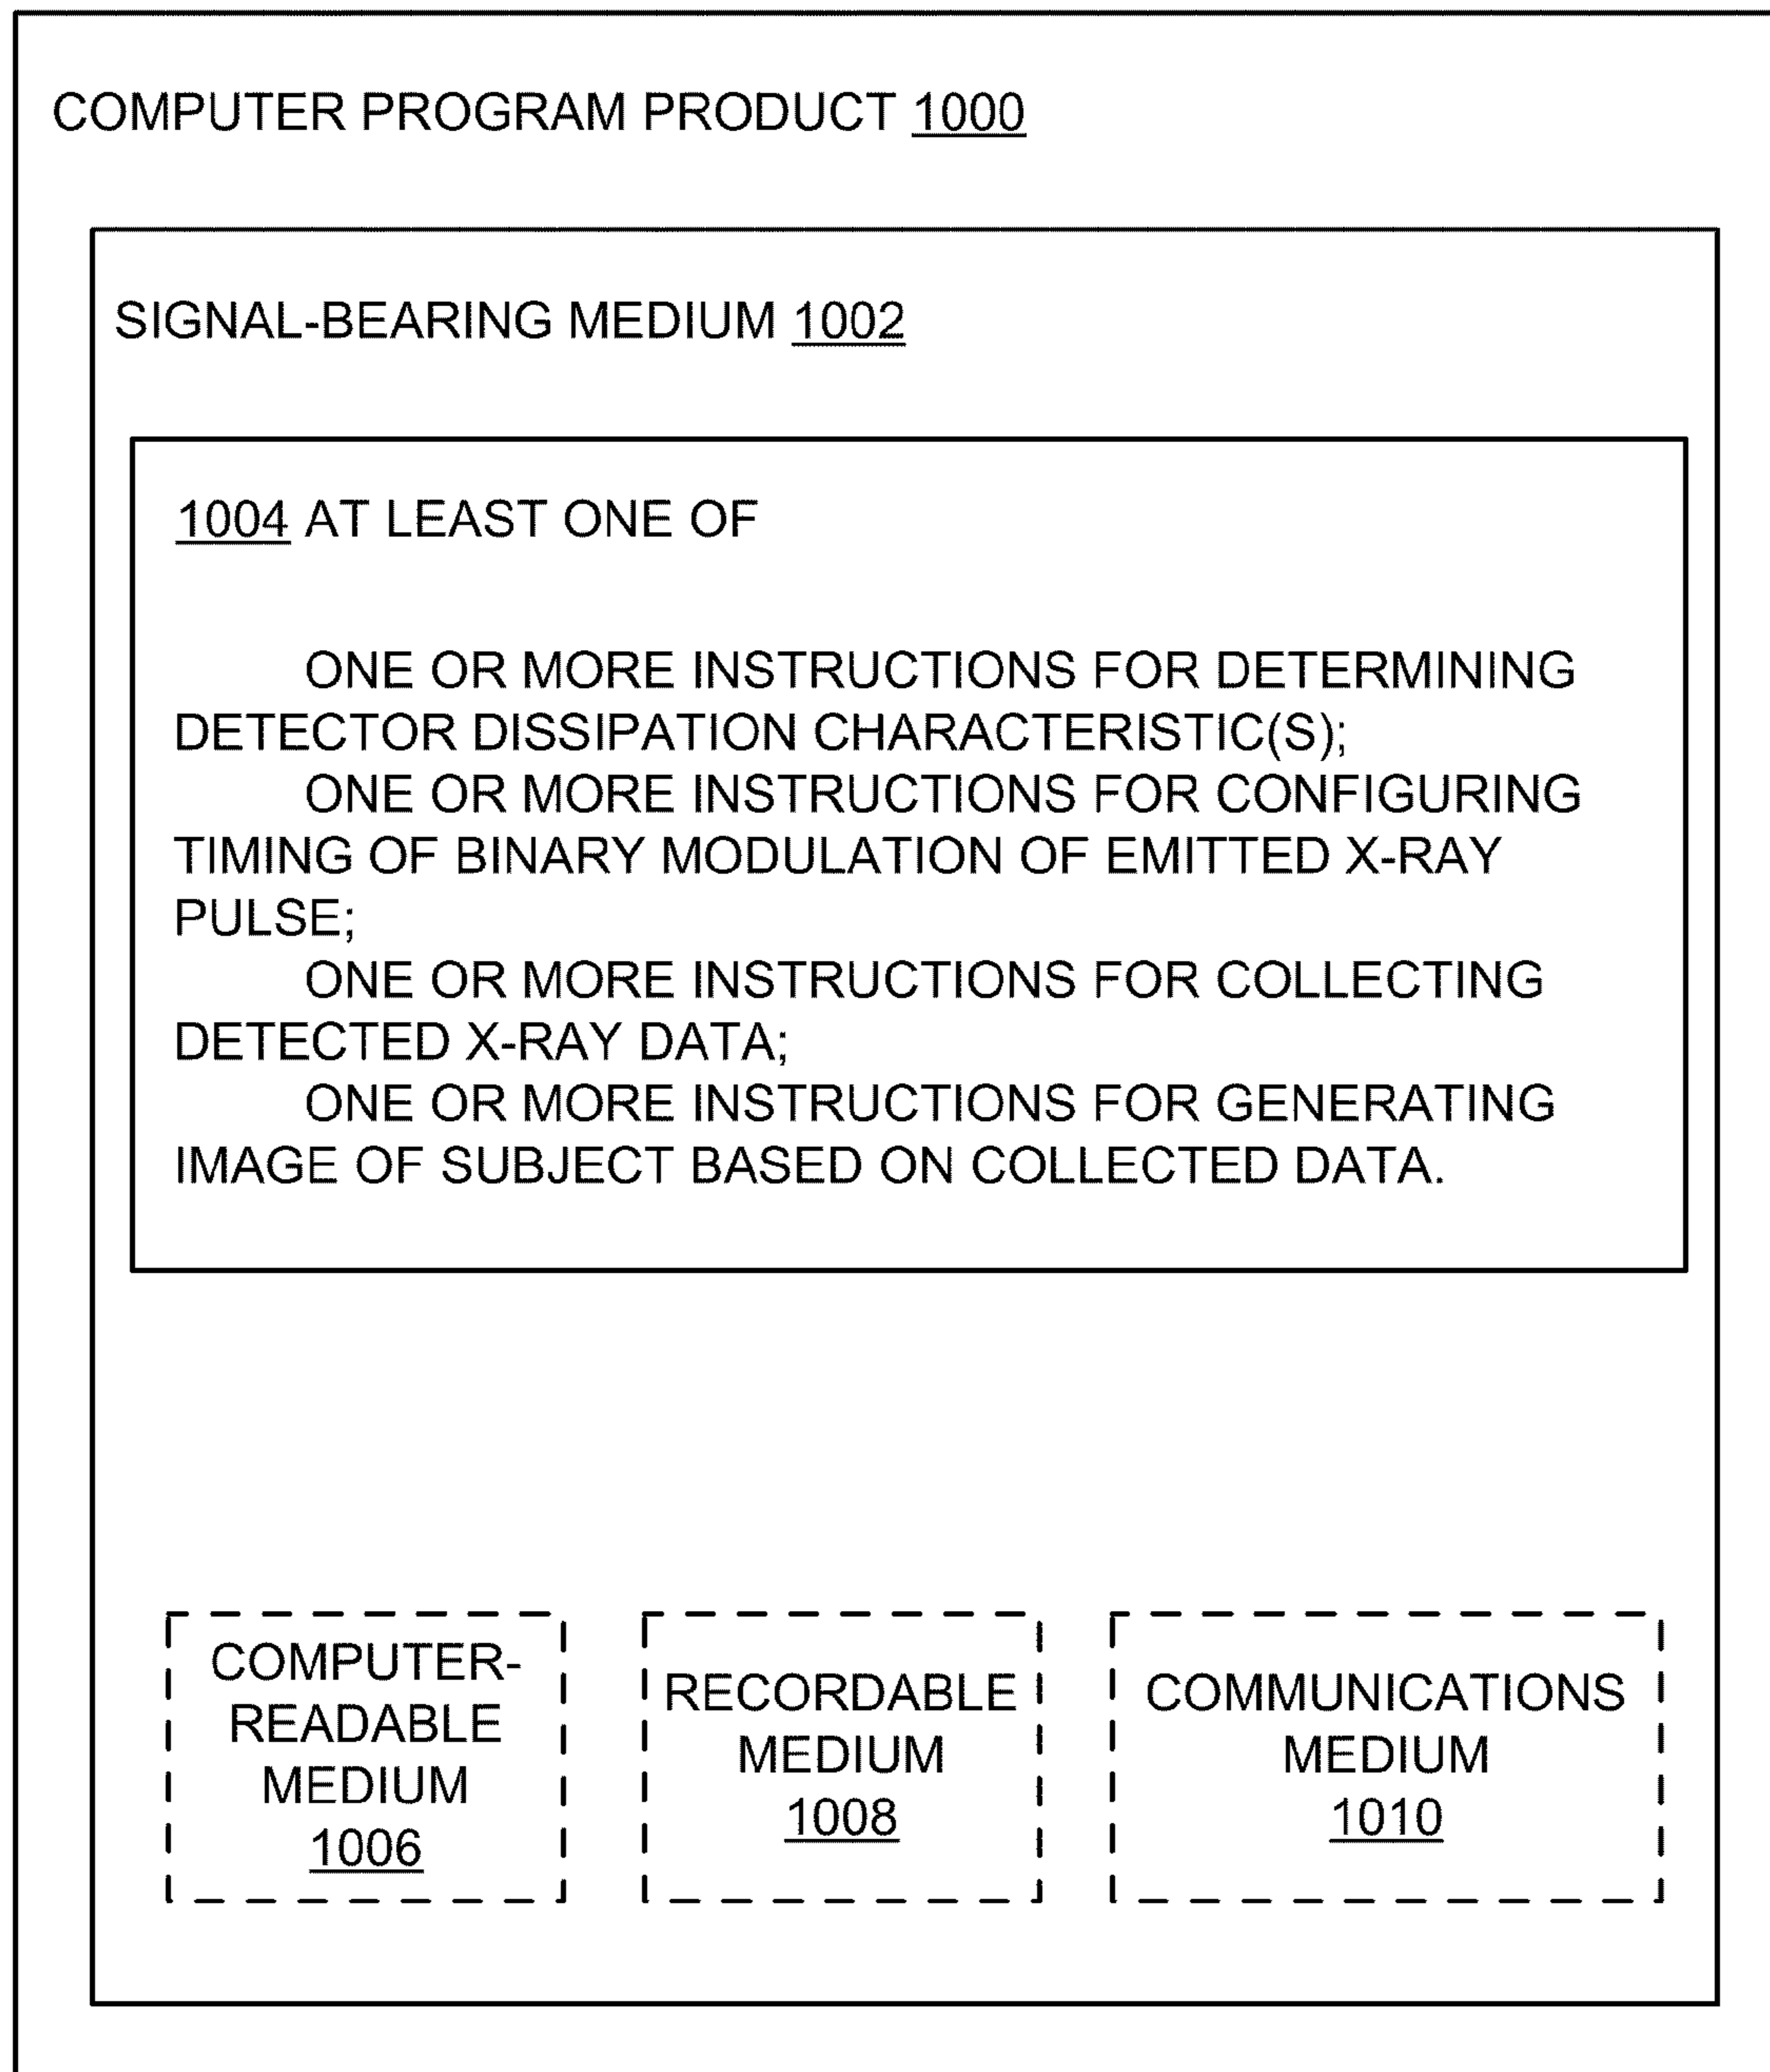 COMPUTER PROGRAM PRODUCT 1000
SIGNAL-BEARING MEDIUM 1002
1004 AT LEAST ONE OF
ONE OR MORE INSTRUCTIONS FOR DETERMINING
DETECTOR DISSIPATION CHARACTERISTIC(S);
ONE OR MORE INSTRUCTIONS FOR CONFIGURING
TIMING OF BINARY MODULATION OF EMITTED X-RAY
PULSE;
ONE OR MORE INSTRUCTIONS FOR COLLECTING
DETECTED X-RAY DATA;
ONE OR MORE INSTRUCTIONS FOR GENERATING
IMAGE OF SUBJECT BASED ON COLLECTED DATA.
COMPUTER-
READABLE
MEDIUM
1006
RECORDABLE
MEDIUM
1008
COMMUNICATIONS
MEDIUM
1010